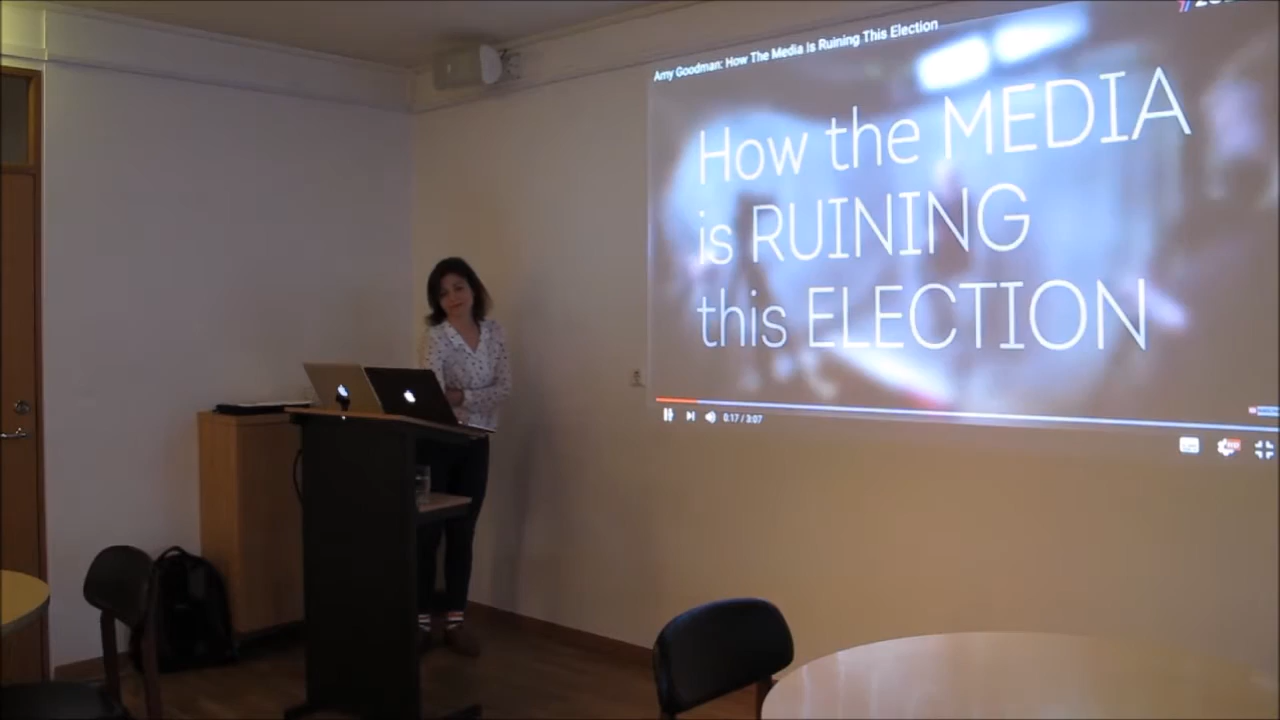 Amy Goodman: How The Media Is Ruining This Election
How the MEDIA
is RUINING
this ELECTION
0:17 / 3:07